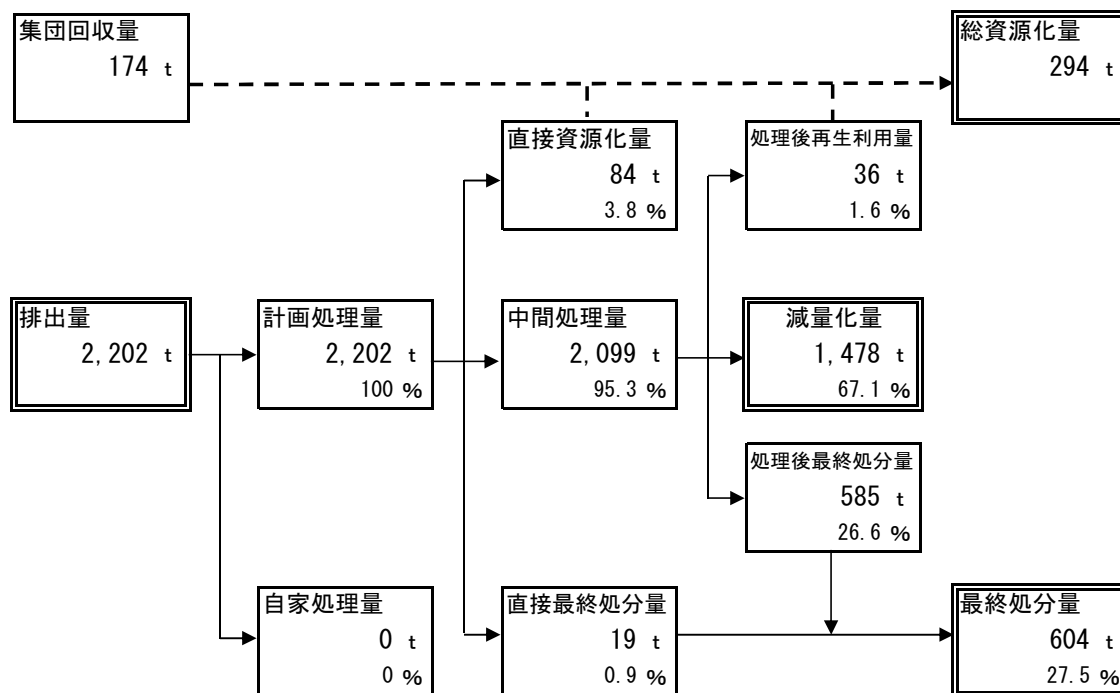 集団回収量
174 t
総資源化量
294 t
直接資源化量
84 t
3.8 %
処理後再生利用量
36 t
1.6 %
排出量
2,202 t
計画処理量
2,202 t
100 %
中間処理量
2,099 t
95.3 %
減量化量
1,478 t
67.1 %
処理後最終処分量
585 t
26.6 %
自家処理量
0 t
0 %
直接最終処分量
19 t
0.9 %
最終処分量
604 t
27.5 %